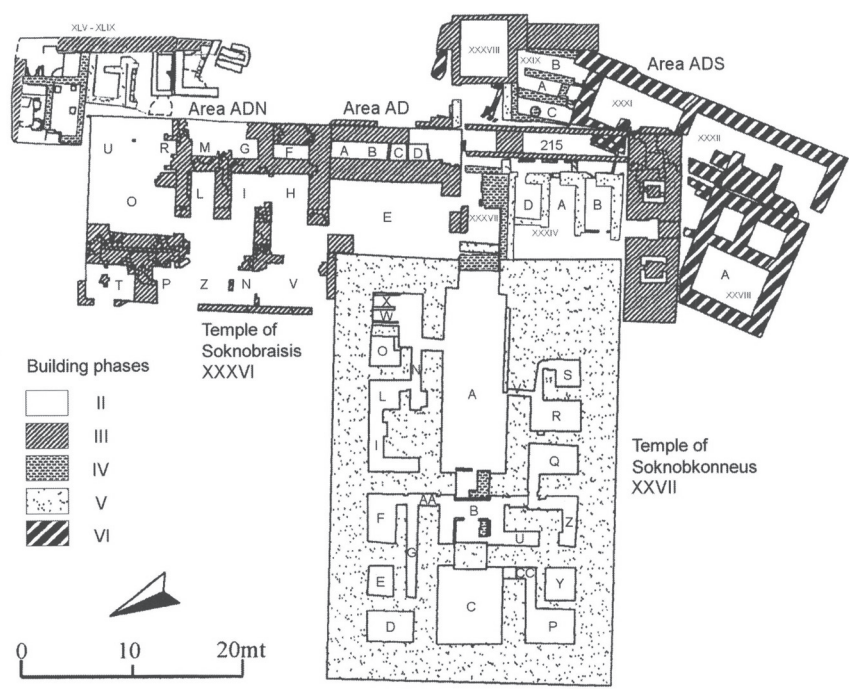 XLV - XLIX
XXXVIII
XXIX
B
A
C
Area ADS
XXXI
XXXII
Area ADN
Area AD
U
R
M
G
F
A
B
C
D
215
O
L
I
H
E
XXXVII
D
A
B
XXXIV
A
XXVIII
T
P
Z
N
V
Temple of
Soknobraisis
XXXVI
X
W
O
N
L
I
A
V
S
R
Q
Z
Building phases
II
III
IV
V
VI
Temple of
Soknobkonneus
XXVII
AA
B
F
G
U
E
C
CC
Y
D
P
0
10
20mt